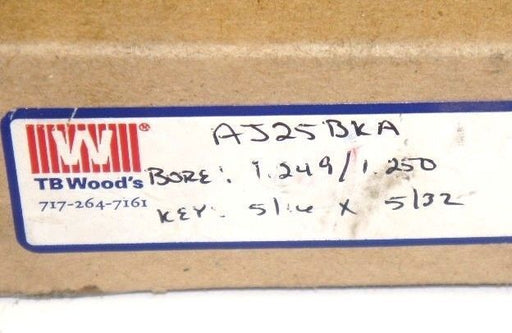 AJ25BKA
W®
TB Wood's
BORE: 1.249/1.250
717-264-7161
KEY: 5/16 x 5/32